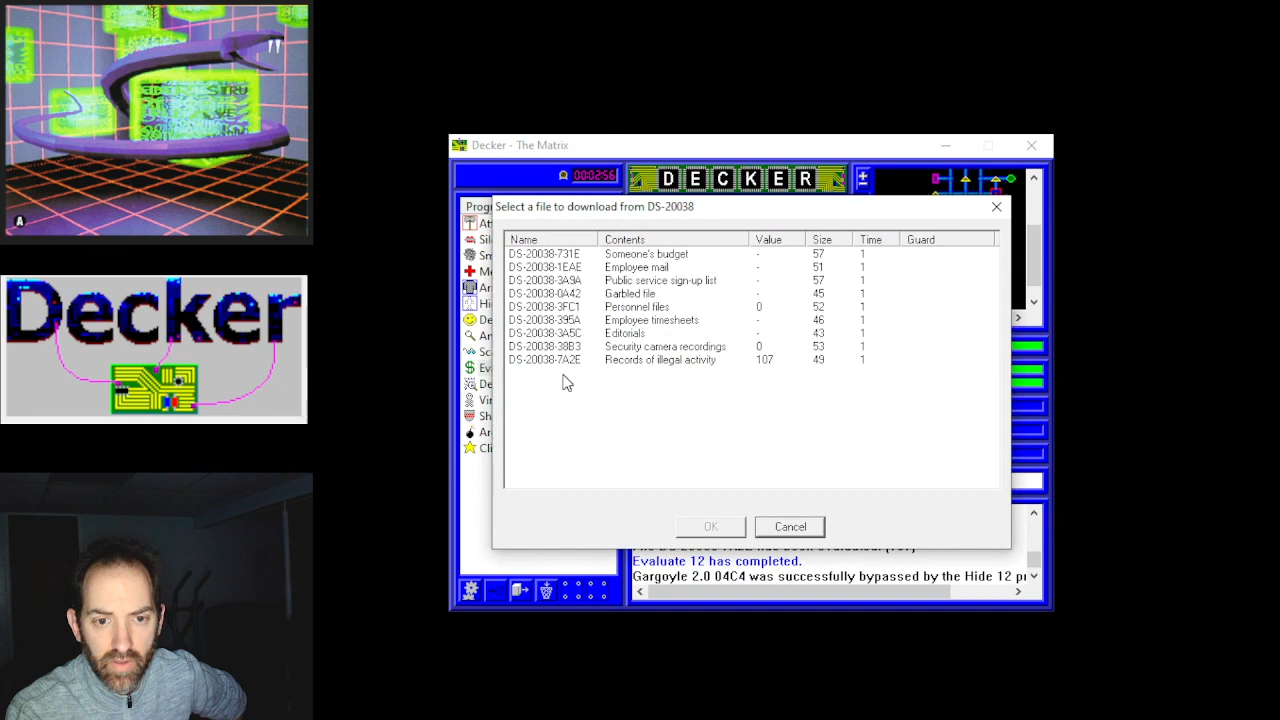 Decker - The Matrix
00:02:56
DECKER
Select a file to download from DS-20038
Name Contents Value Size Time Guard
DS-20038-731E Someone's budget - 57 1
DS-20038-1EAE Employee mail - 51 1
DS-20038-3A9A Public service sign-up list - 57 1
DS-20038-0A42 Garbled file - 45 1
DS-20038-3FC1 Personnel files 0 52 1
DS-20038-395A Employee timesheets - 46 1
DS-20038-3A5C Editorials - 43 1
DS-20038-38B3 Security camera recordings 0 53 1
DS-20038-7A2E Records of illegal activity 107 49 1
OK Cancel
Evaluate 12 has completed.
Gargoyle 2.0 04C4 was successfully bypassed by the Hide 12 pr
Decker
A